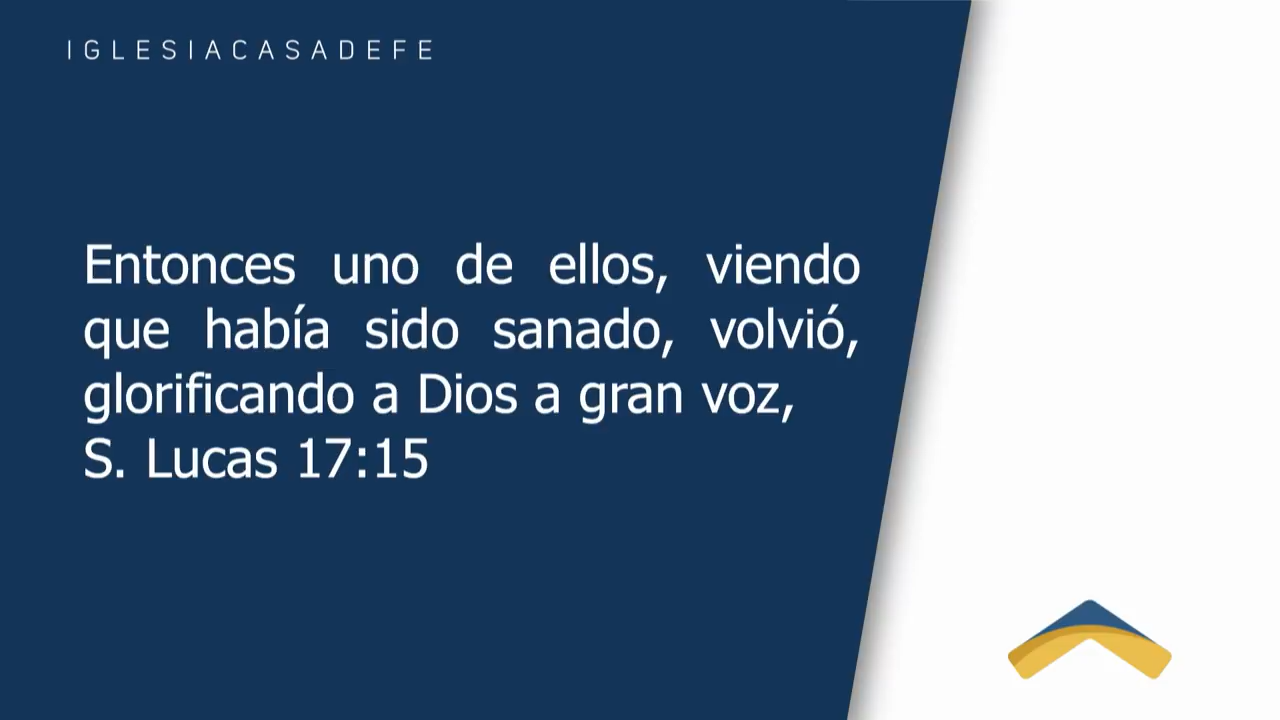 IGLESIACASADEFE
Entonces uno de ellos, viendo
que había sido sanado, volvió,
glorificando a Dios a gran voz,
S. Lucas 17:15